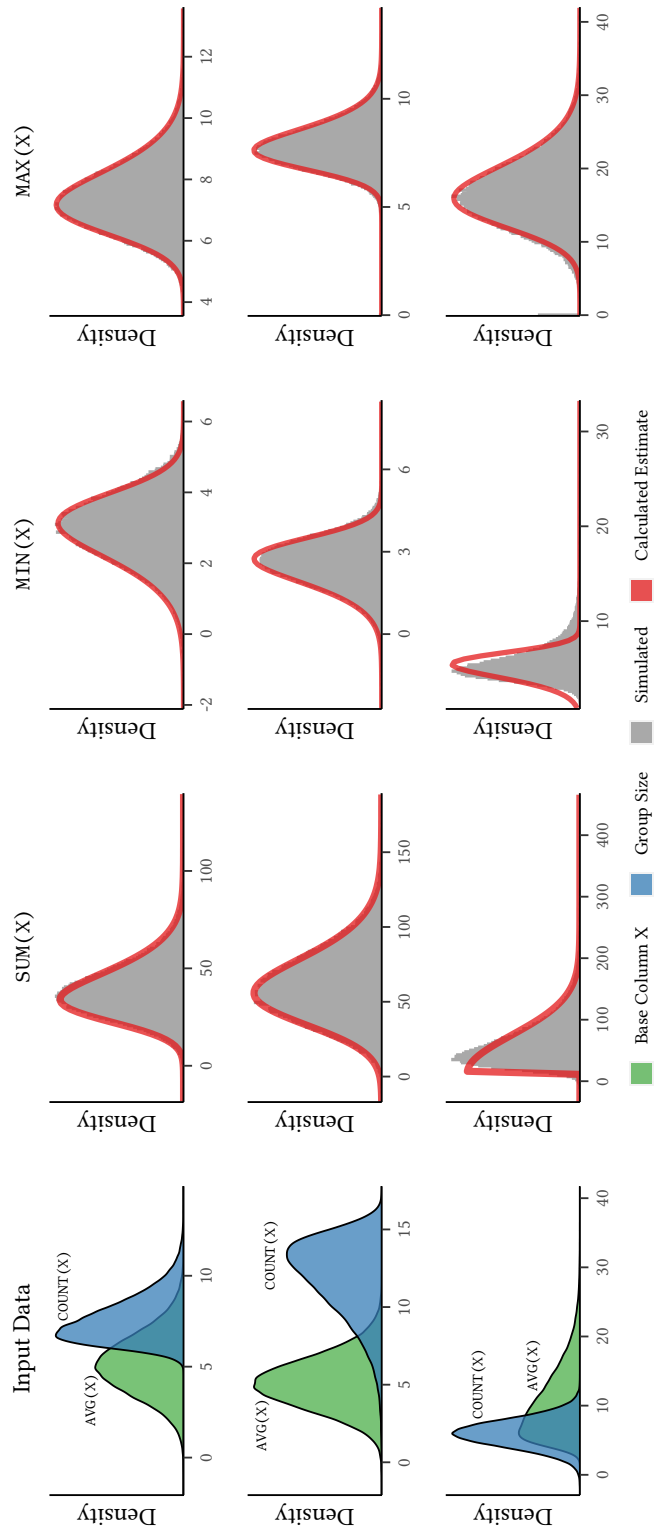 Input Data
SUM(X)
MIN(X)
MAX(X)
Density
AVG(X)
COUNT(X)
0 5 10
Density
0 50 100
Density
-2 0 2 4 6
Density
4 6 8 10 12
Density
AVG(X)
COUNT(X)
0 5 10 15
Density
0 50 100 150
Density
0 3 6
Density
0 5 10
Density
COUNT(X)
AVG(X)
0 10 20 30 40
Density
0 100 200 300 400
Density
10 20 30
Density
0 10 20 30 40
Base Column X Group Size Simulated Calculated Estimate